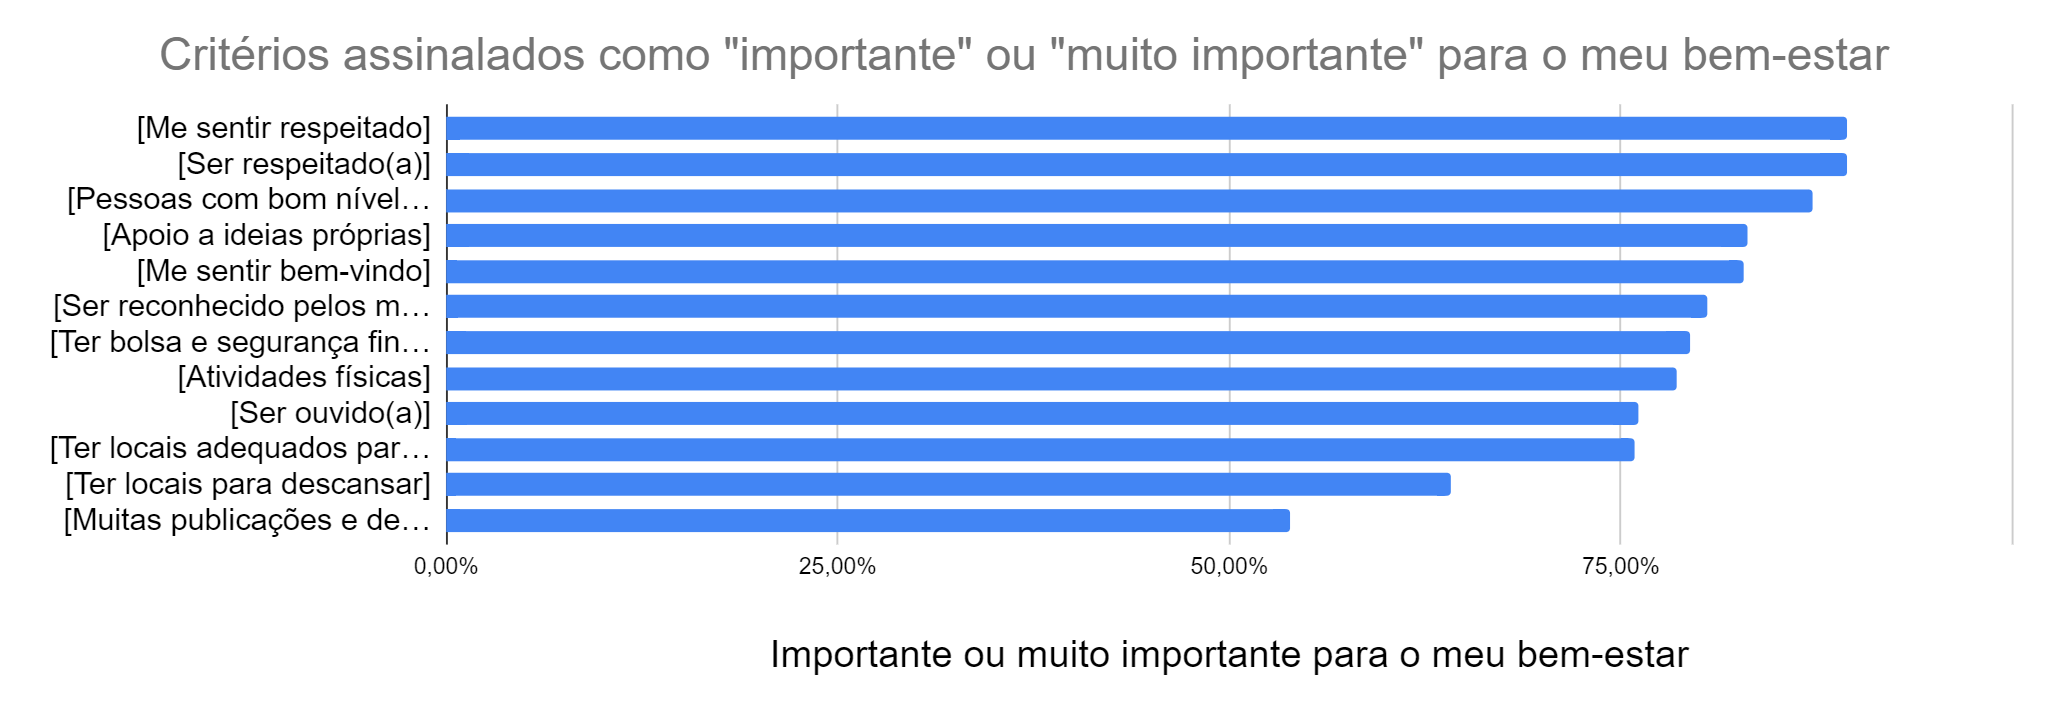 Critérios assinalados como "importante" ou "muito importante" para o meu bem-estar
[Me sentir respeitado]
[Ser respeitado(a)]
[Pessoas com bom nível…
[Apoio a ideias próprias]
[Me sentir bem-vindo]
[Ser reconhecido pelos m…
[Ter bolsa e segurança fin…
[Atividades físicas]
[Ser ouvido(a)]
[Ter locais adequados par…
[Ter locais para descansar]
[Muitas publicações e de…
0,00% 25,00% 50,00% 75,00%
Importante ou muito importante para o meu bem-estar